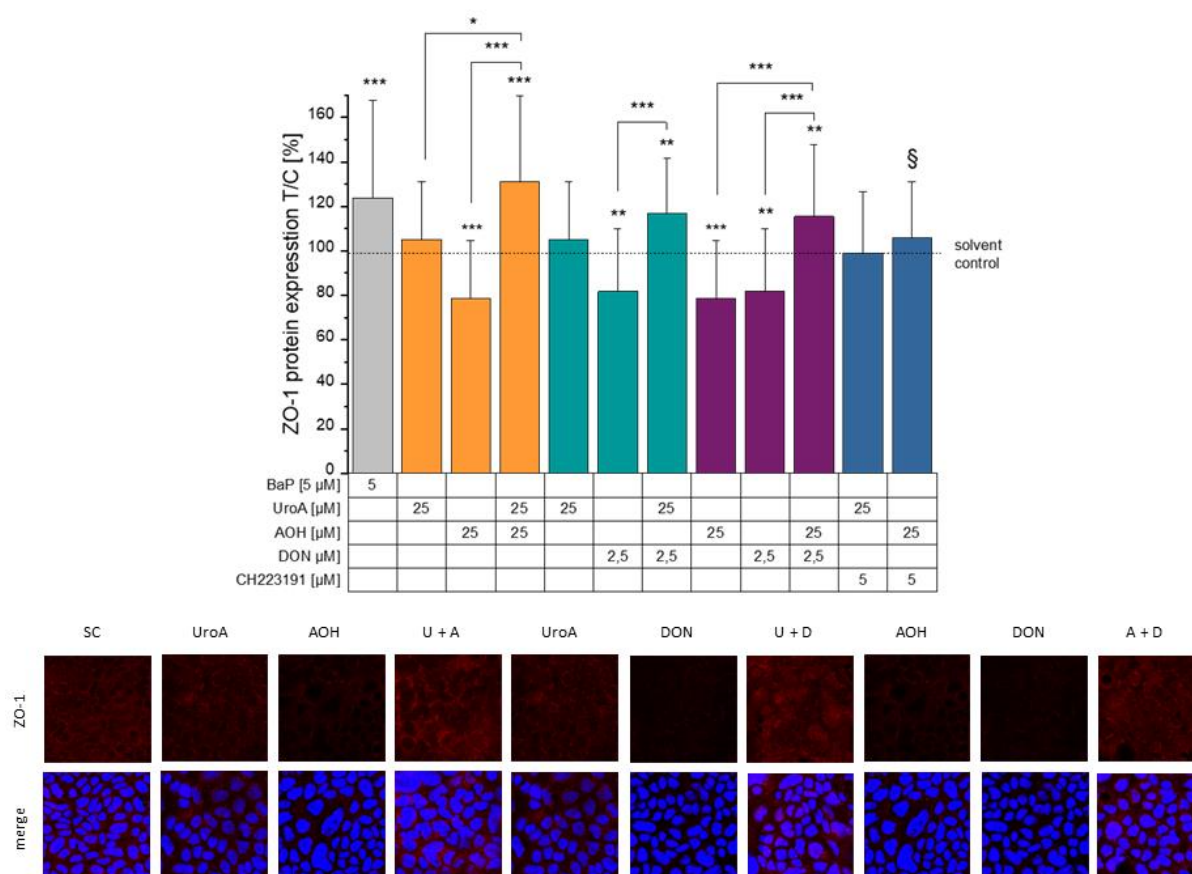 *
***
***
***
***
***
***
***
**
**
§
**
***
***
**
ZO-1 protein expresstion T/C [%]
160
140
120
100
80
60
40
20
0
solvent
control
BaP [5 µM] 5
UroA [µM] 25 25 25 25 25
AOH [µM] 25 25 25 25 25
DON µM] 2,5 2,5 2,5 2,5
CH223191 [µM] 5 5
SC UroA AOH U + A UroA DON U + D AOH DON A + D
ZO-1
merge